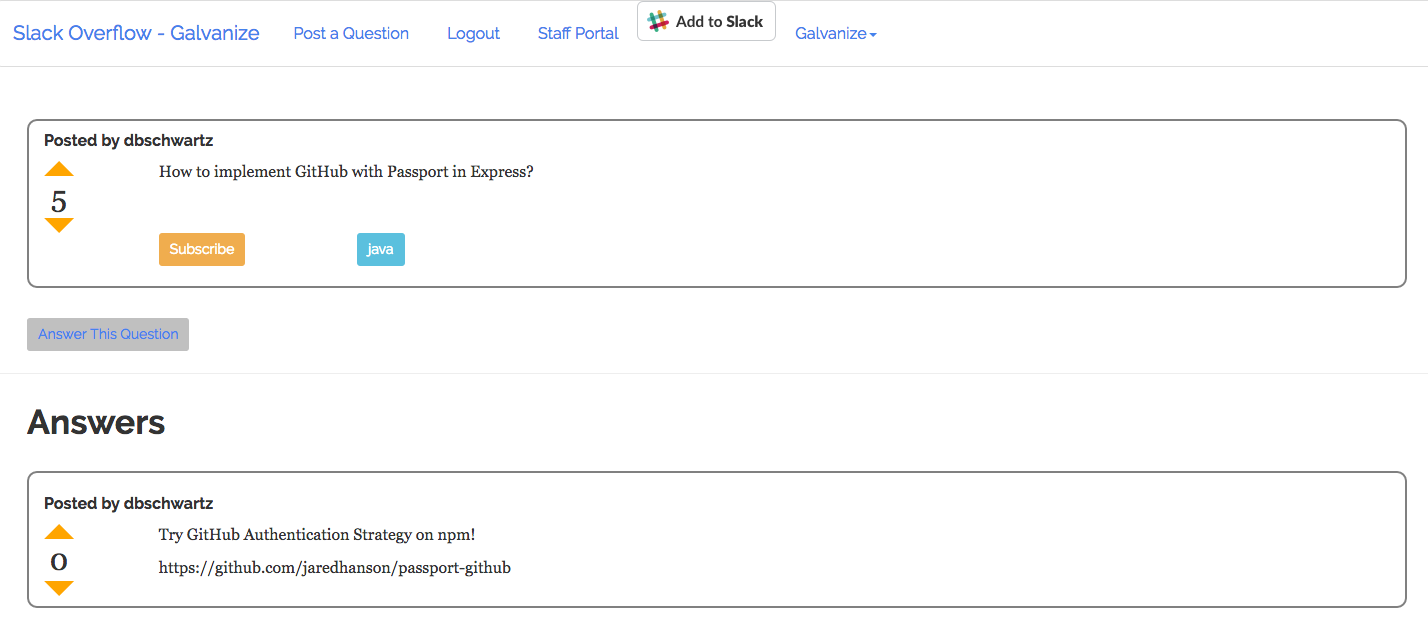 Slack Overflow - Galvanize Post a Question Logout Staff Portal Add to Slack Galvanize
Posted by dbschwartz
How to implement GitHub with Passport in Express?
5
Subscribe java
Answer This Question
Answers
Posted by dbschwartz
Try GitHub Authentication Strategy on npm!
0
https://github.com/jaredhanson/passport-github